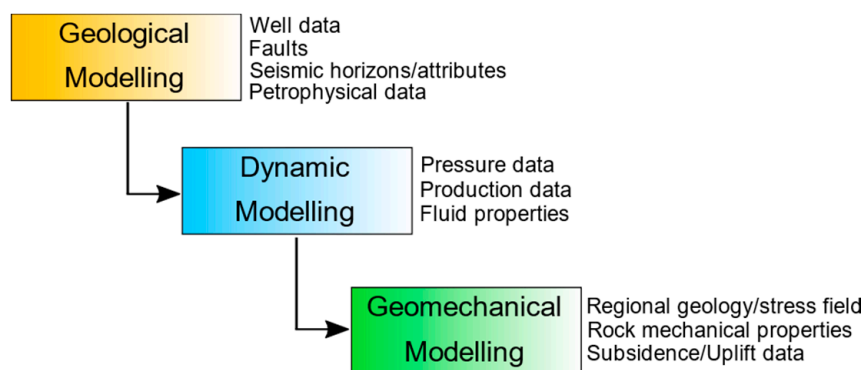 Geological
Modelling
Well data
Faults
Seismic horizons/attributes
Petrophysical data
Dynamic
Modelling
Pressure data
Production data
Fluid properties
Geomechanical
Modelling
Regional geology/stress field
Rock mechanical properties
Subsidence/Uplift data